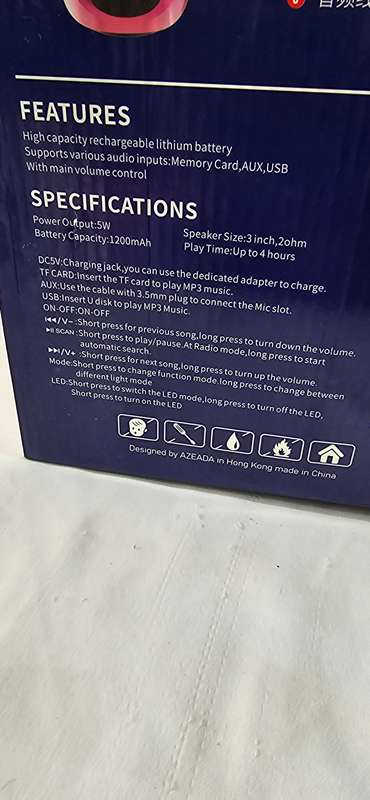 音频线
FEATURES
High capacity rechargeable lithium battery
Supports various audio inputs:Memory Card,AUX,USB
With main volume control
SPECIFICATIONS
Power Output:5W
Speaker Size:3 inch,2ohm
Battery Capacity:1200mAh
Play Time:Up to 4 hours
DC5V:Charging jack,you can use the dedicated adapter to charge.
TF CARD:Insert the TF card to play MP3 music.
AUX:Use the cable with 3.5mm plug to connect the Mic slot.
USB:Insert U disk to play MP3 Music.
ON-OFF:ON-OFF
⏮/V- :Short press for previous song,long press to turn down the volume.
⏯ SCAN :Short press to play/pause.At Radio mode,long press to start
automatic search.
⏭/V+ :Short press for next song,long press to turn up the volume.
Mode:Short press to change function mode.long press to change between
different light mode
LED:Short press to switch the LED mode,long press to turn off the LED,
Short press to turn on the LED
Designed by AZEADA in Hong Kong made in China